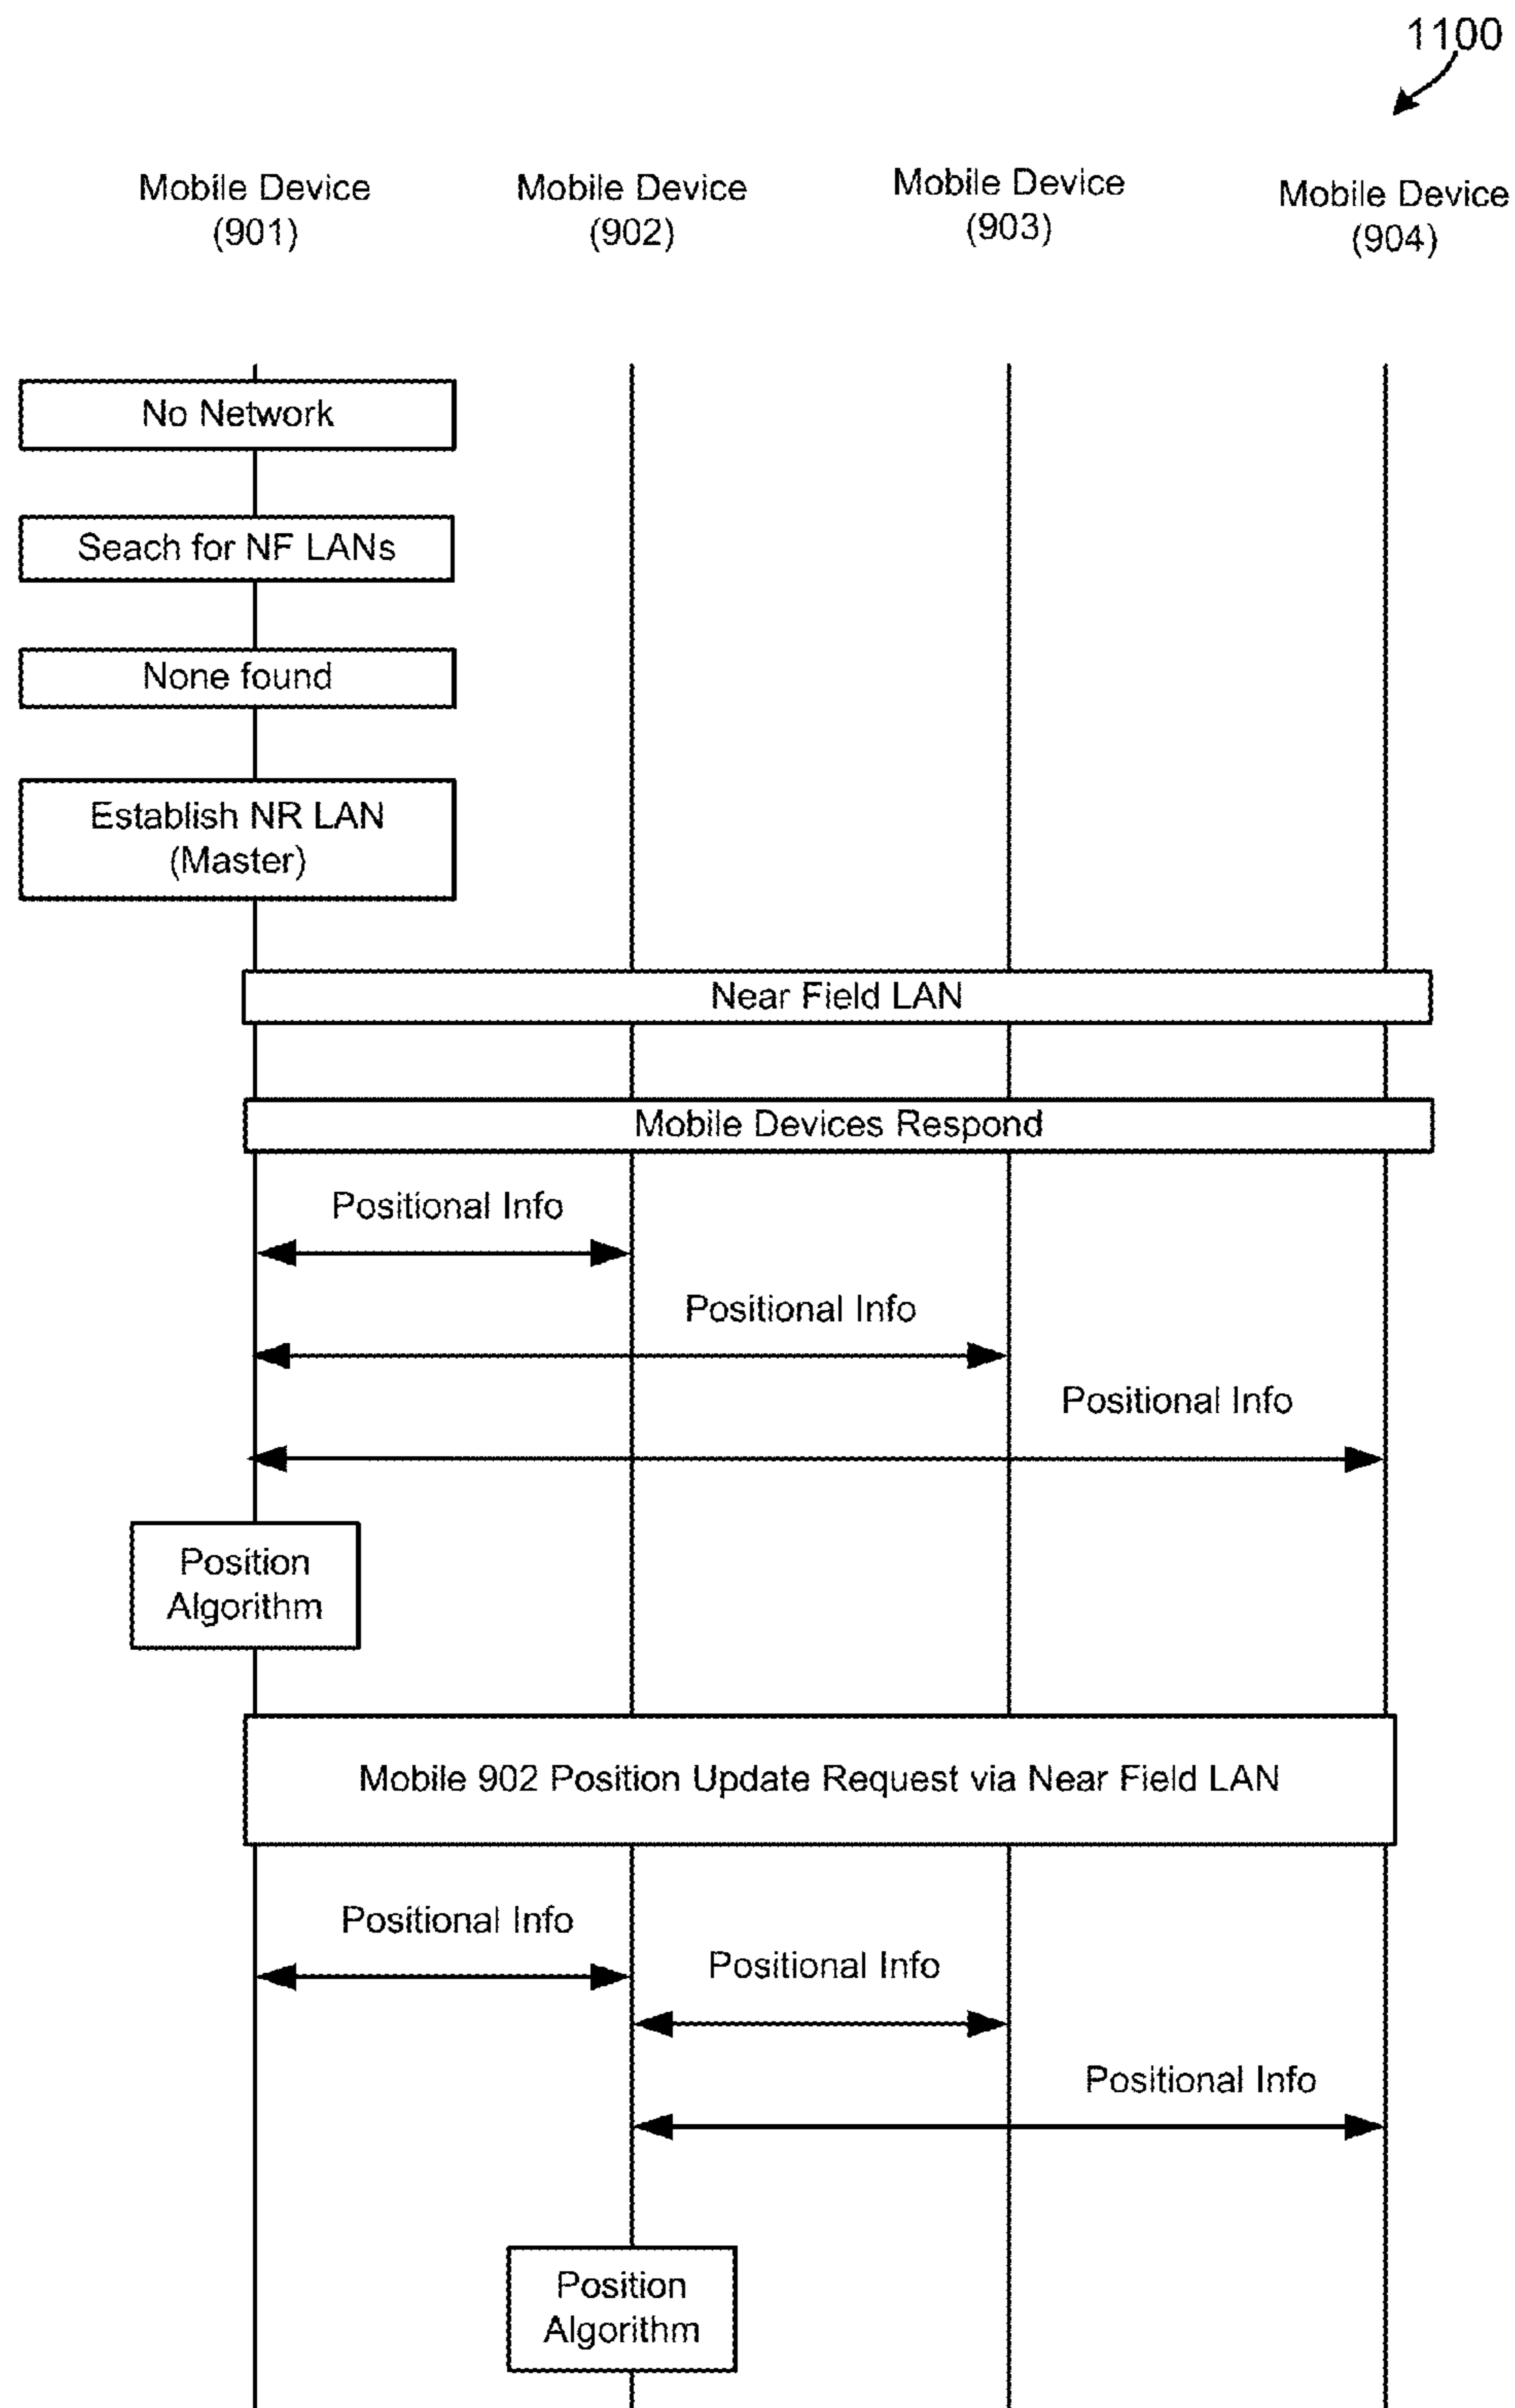 1100
Mobile Device
(901)
Mobile Device
(902)
Mobile Device
(903)
Mobile Device
(904)
No Network
Seach for NF LANs
None found
Establish NR LAN
(Master)
Near Field LAN
Mobile Devices Respond
Positional Info
Positional Info
Positional Info
Position
Algorithm
Mobile 902 Position Update Request via Near Field LAN
Positional Info
Positional Info
Positional Info
Position
Algorithm